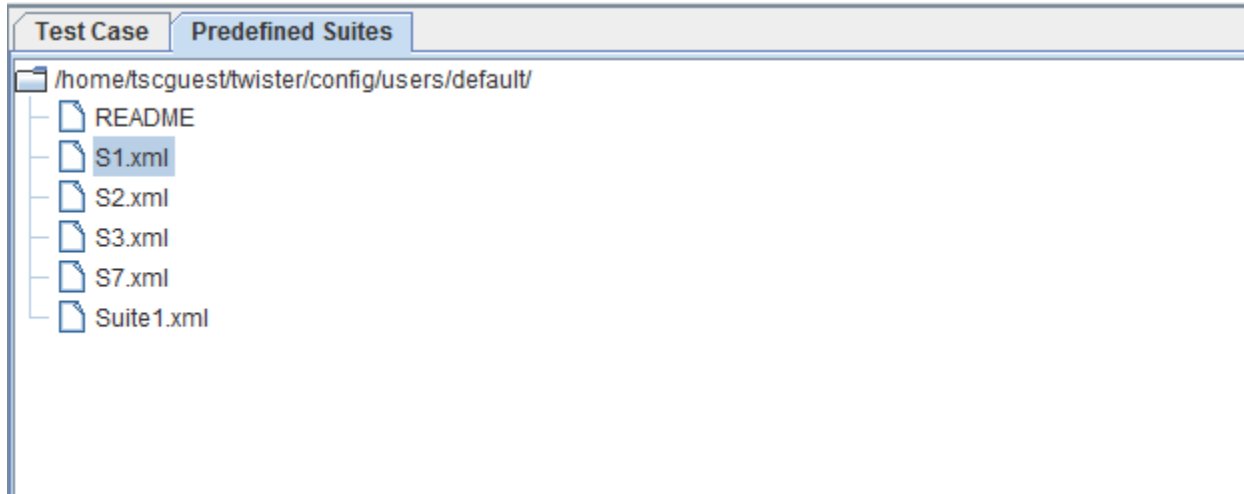 Test Case Predefined Suites
/home/tscguest/twister/config/users/default/
README
S1.xml
S2.xml
S3.xml
S7.xml
Suite1.xml